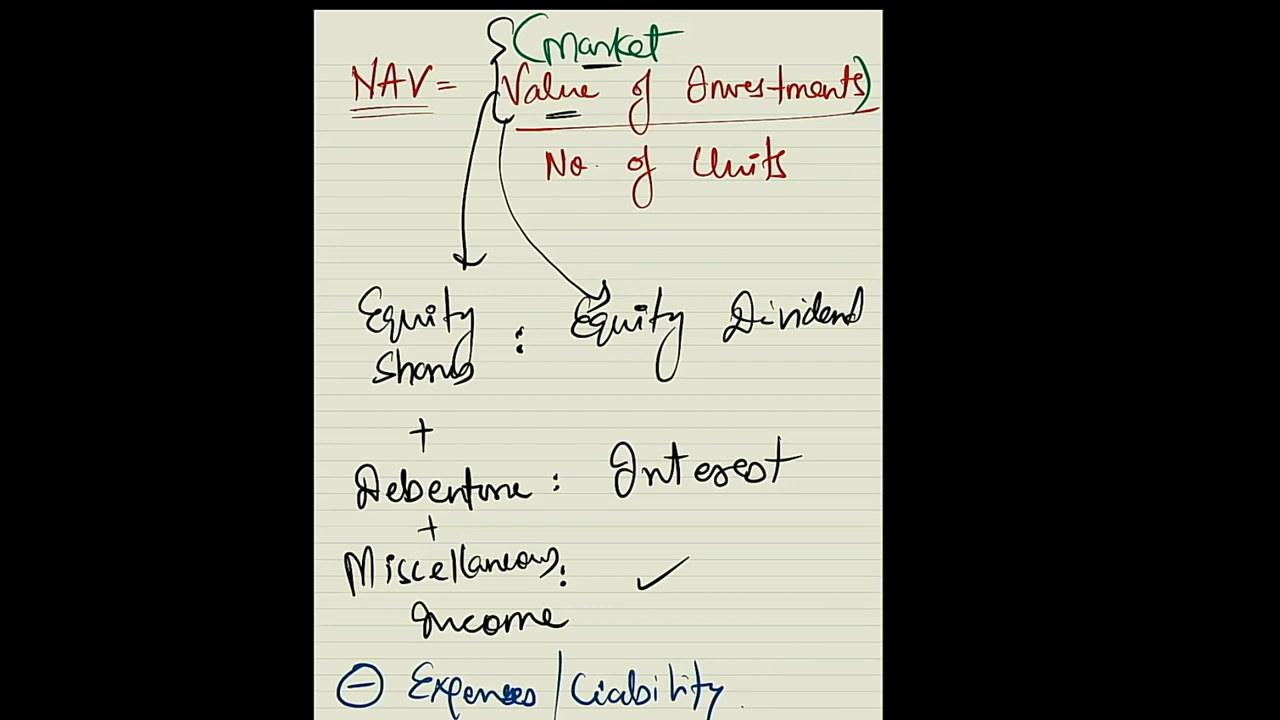 {(Market
NAV = Value of Investments)
No. of Units
Equity : Equity Dividend
Shares
+
Debenture : Interest
+
Miscellaneous : ✓
Income
⊖ Expenses / Liability